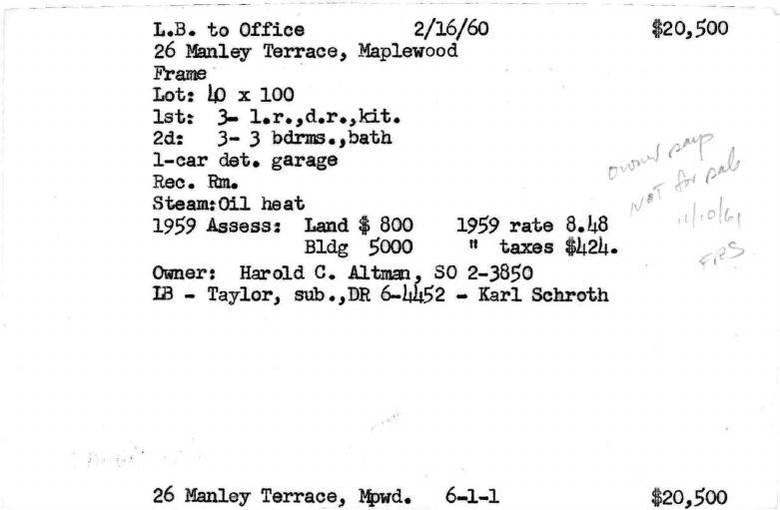 L.B. to Office 2/16/60 $20,500
26 Manley Terrace, Maplewood
Frame
Lot: 40 x 100
1st: 3- l.r.,d.r.,kit.
2d: 3- 3 bdrms.,bath
1-car det. garage
Rec. Rm.
Steam:Oil heat
1959 Assess: Land $ 800 1959 rate 8.48
Bldg 5000 " taxes $424.
Owner: Harold C. Altman, SO 2-3850
LB - Taylor, sub.,DR 6-4452 - Karl Schroth
owner says
NOT for sale
11/10/61
26 Manley Terrace, Mpwd. 6-1-1 $20,500